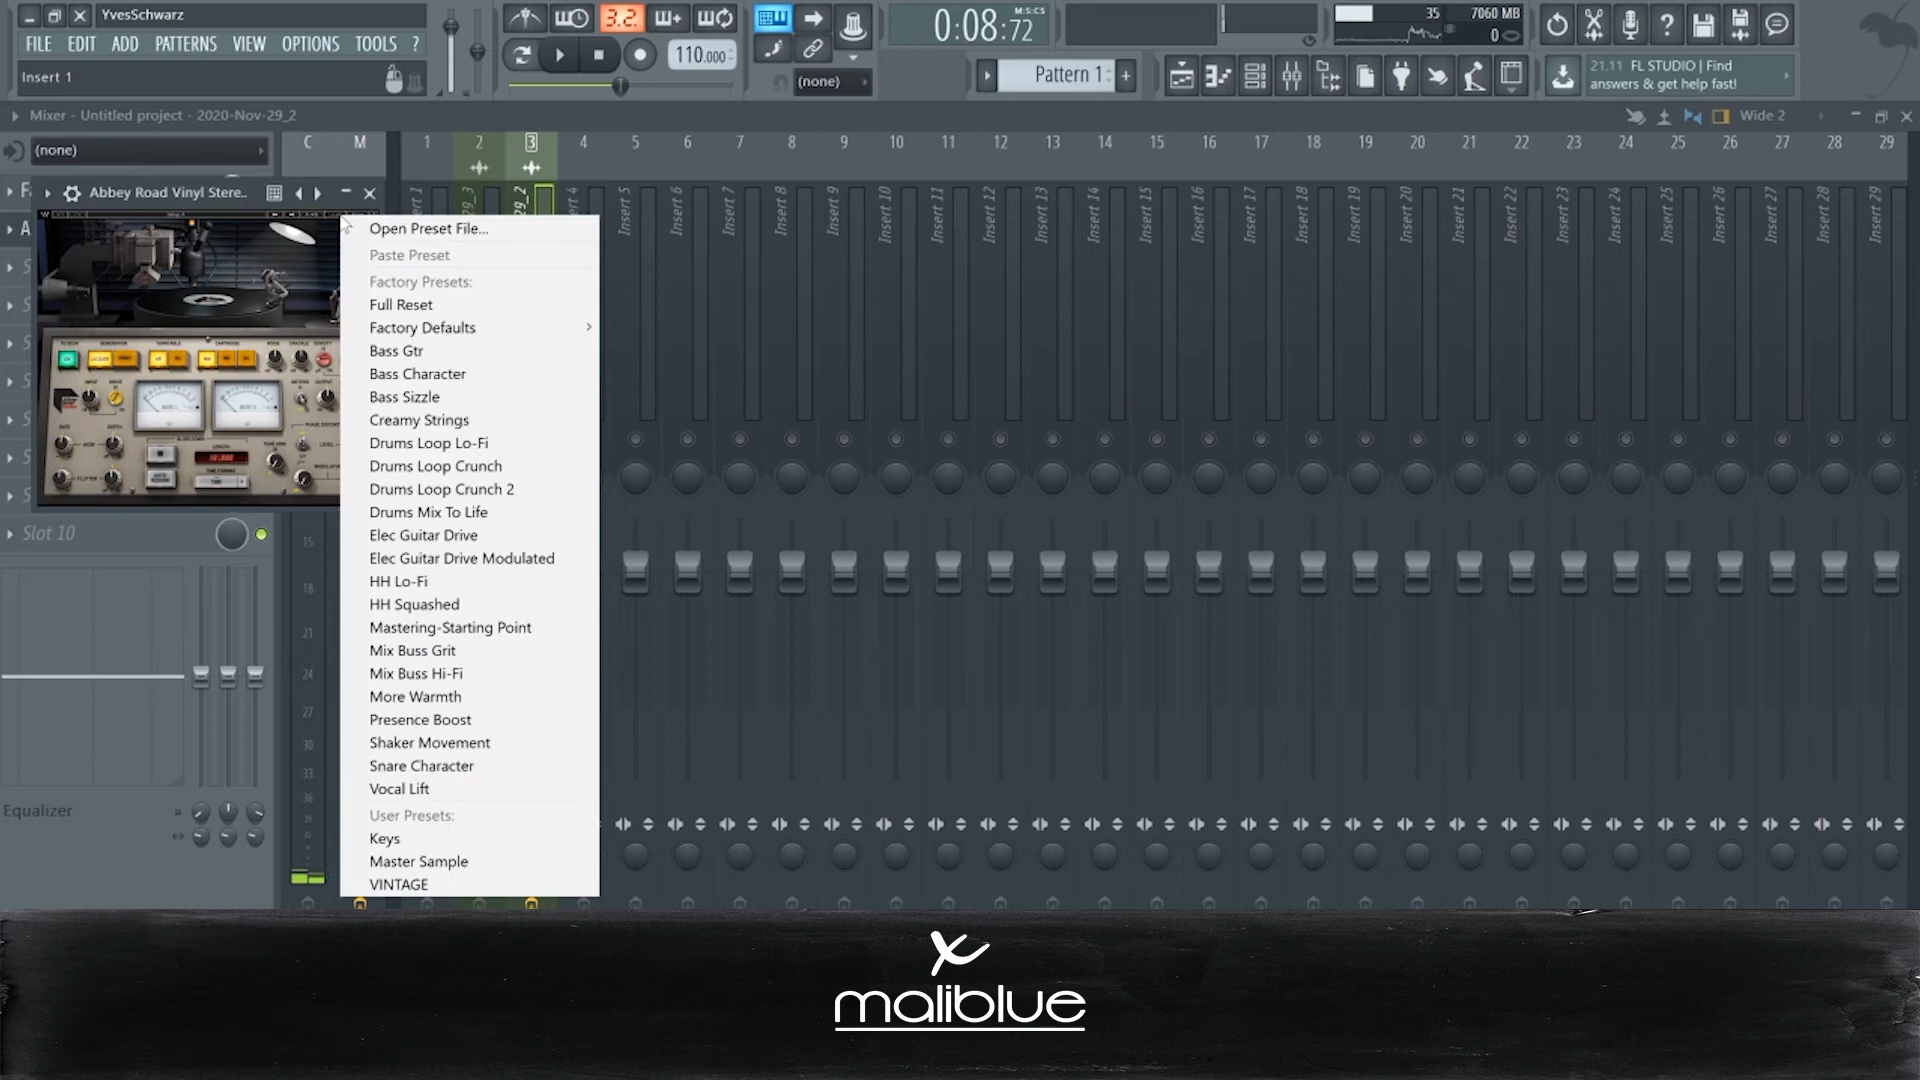 YvesSchwarz
FILE EDIT ADD PATTERNS VIEW OPTIONS TOOLS ?
Insert 1
3.2.
110.000
(none)
0:08:72
M:S:CS
Pattern 1
35
7060 MB
0
21.11 FL STUDIO | Find
answers & get help fast!
Mixer - Untitled project - 2020-Nov-29_2
Wide 2
(none)
C M 1 2 3 4 5 6 7 8 9 10 11 12 13 14 15 16 17 18 19 20 21 22 23 24 25 26 27 28 29
Abbey Road Vinyl Stere..
Insert 5
Insert 6
Insert 7
Insert 8
Insert 9
Insert 10
Insert 11
Insert 12
Insert 13
Insert 14
Insert 15
Insert 16
Insert 17
Insert 18
Insert 19
Insert 20
Insert 21
Insert 22
Insert 23
Insert 24
Insert 25
Insert 26
Insert 27
Insert 28
Insert 29
Open Preset File...
Paste Preset
Factory Presets:
Full Reset
Factory Defaults
Bass Gtr
Bass Character
Bass Sizzle
Creamy Strings
Drums Loop Lo-Fi
Drums Loop Crunch
Drums Loop Crunch 2
Drums Mix To Life
Elec Guitar Drive
Elec Guitar Drive Modulated
HH Lo-Fi
HH Squashed
Mastering-Starting Point
Mix Buss Grit
Mix Buss Hi-Fi
More Warmth
Presence Boost
Shaker Movement
Snare Character
Vocal Lift
User Presets:
Keys
Master Sample
VINTAGE
Slot 10
15
18
21
24
27
30
33
36
Equalizer
maliblue